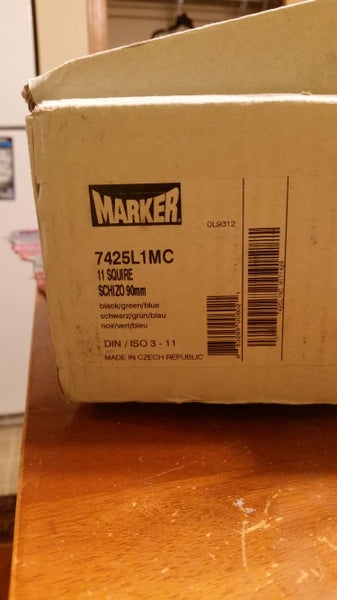 MARKER
0L9312
7425L1MC
11 SQUIRE
SCHIZO 90mm
black/green/blue
schwarz/grün/blau
noir/vert/bleu
DIN / ISO 3 - 11
MADE IN CZECH REPUBLIC